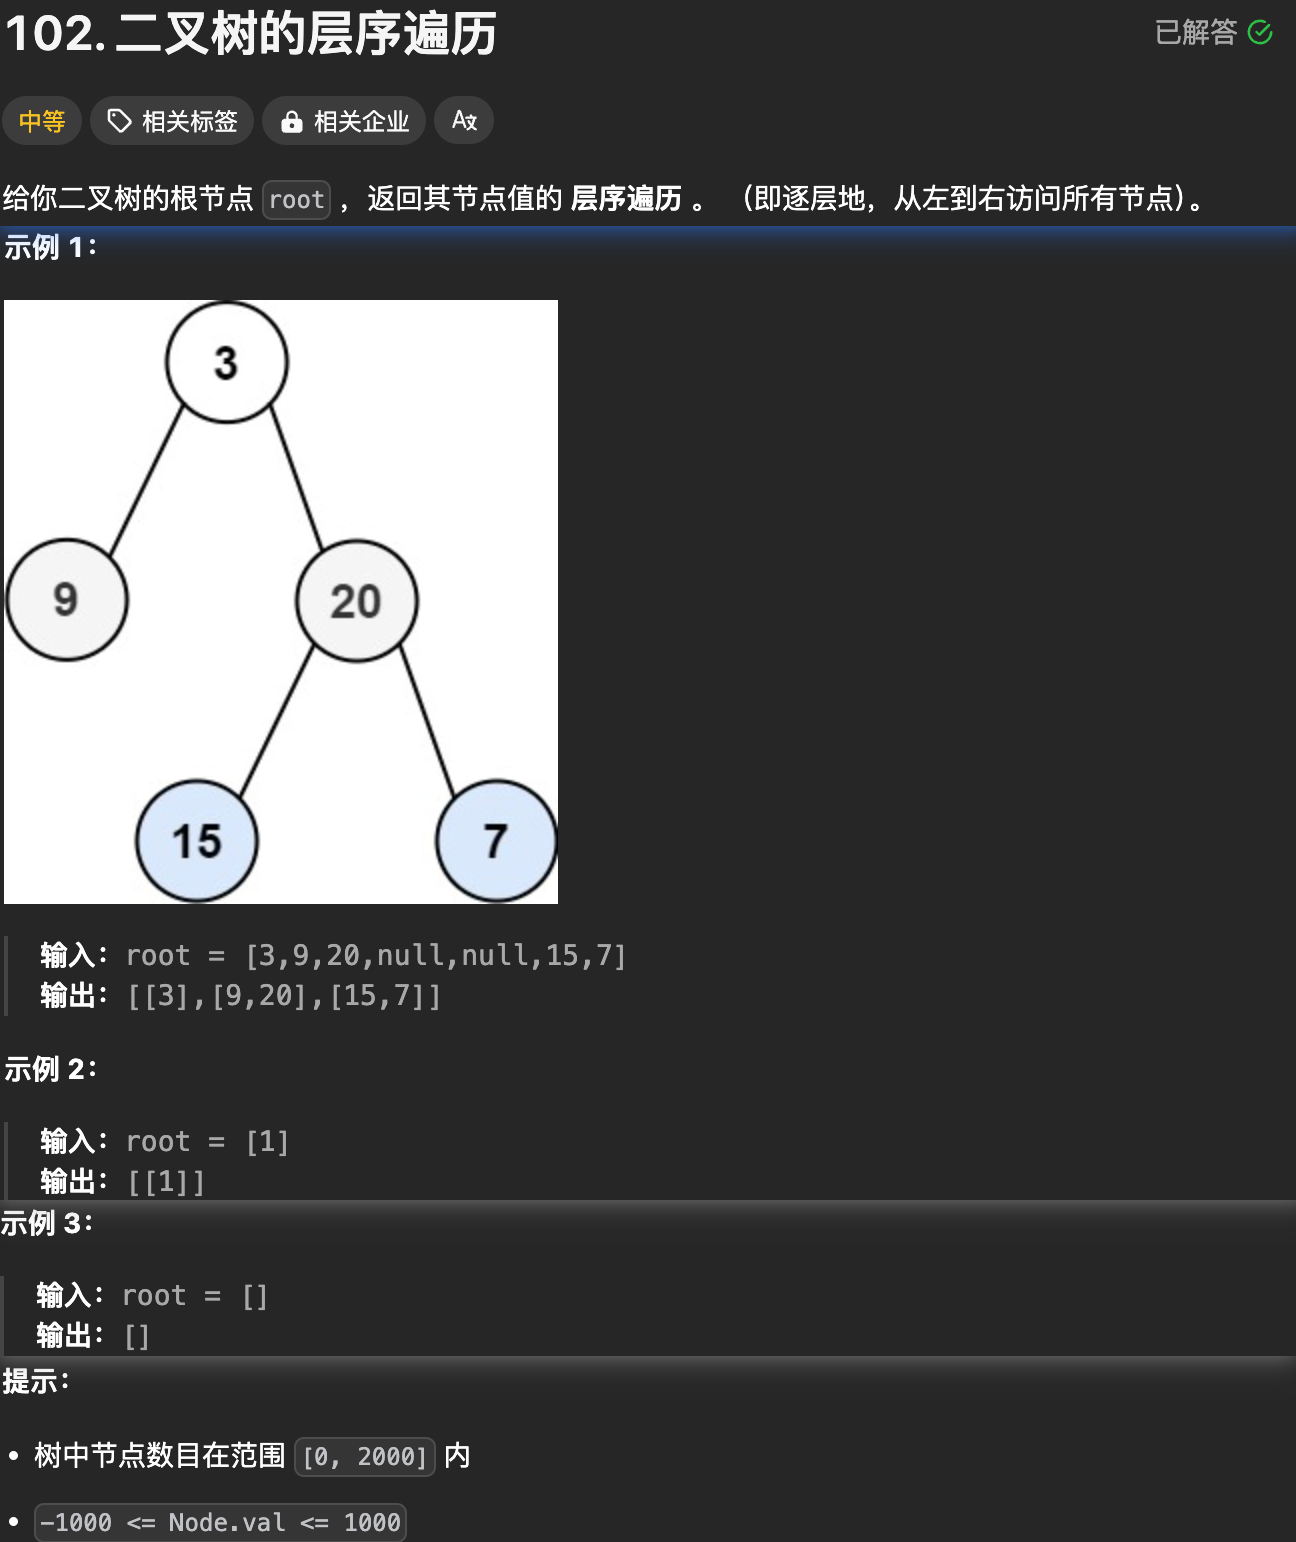 102. 二叉树的层序遍历
已解答
中等 相关标签 相关企业
给你二叉树的根节点 root ，返回其节点值的 层序遍历 。 （即逐层地，从左到右访问所有节点）。
示例 1：
3
9 20
15 7
输入：root = [3,9,20,null,null,15,7]
输出：[[3],[9,20],[15,7]]
示例 2：
输入：root = [1]
输出：[[1]]
示例 3：
输入：root = []
输出：[]
提示：
• 树中节点数目在范围 [0, 2000] 内
• -1000 <= Node.val <= 1000